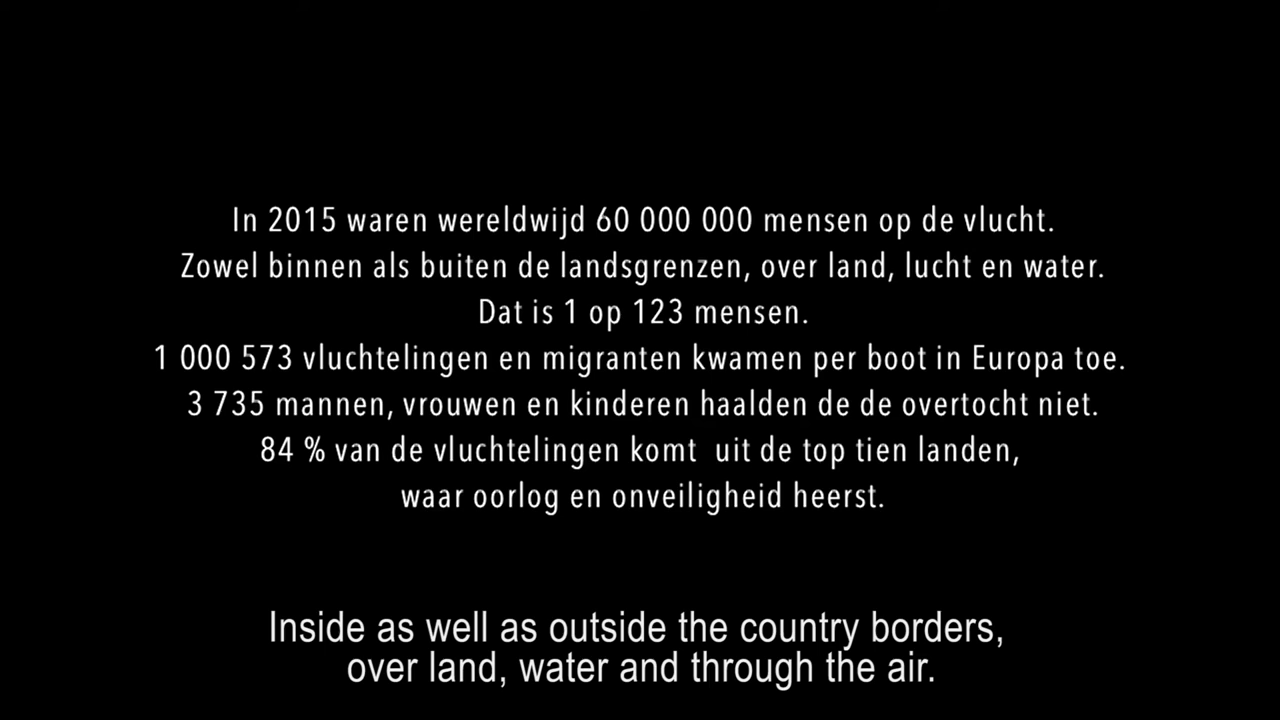 In 2015 waren wereldwijd 60 000 000 mensen op de vlucht.
Zowel binnen als buiten de landsgrenzen, over land, lucht en water.
Dat is 1 op 123 mensen.
1 000 573 vluchtelingen en migranten kwamen per boot in Europa toe.
3 735 mannen, vrouwen en kinderen haalden de de overtocht niet.
84 % van de vluchtelingen komt  uit de top tien landen,
waar oorlog en onveiligheid heerst.
Inside as well as outside the country borders,
over land, water and through the air.